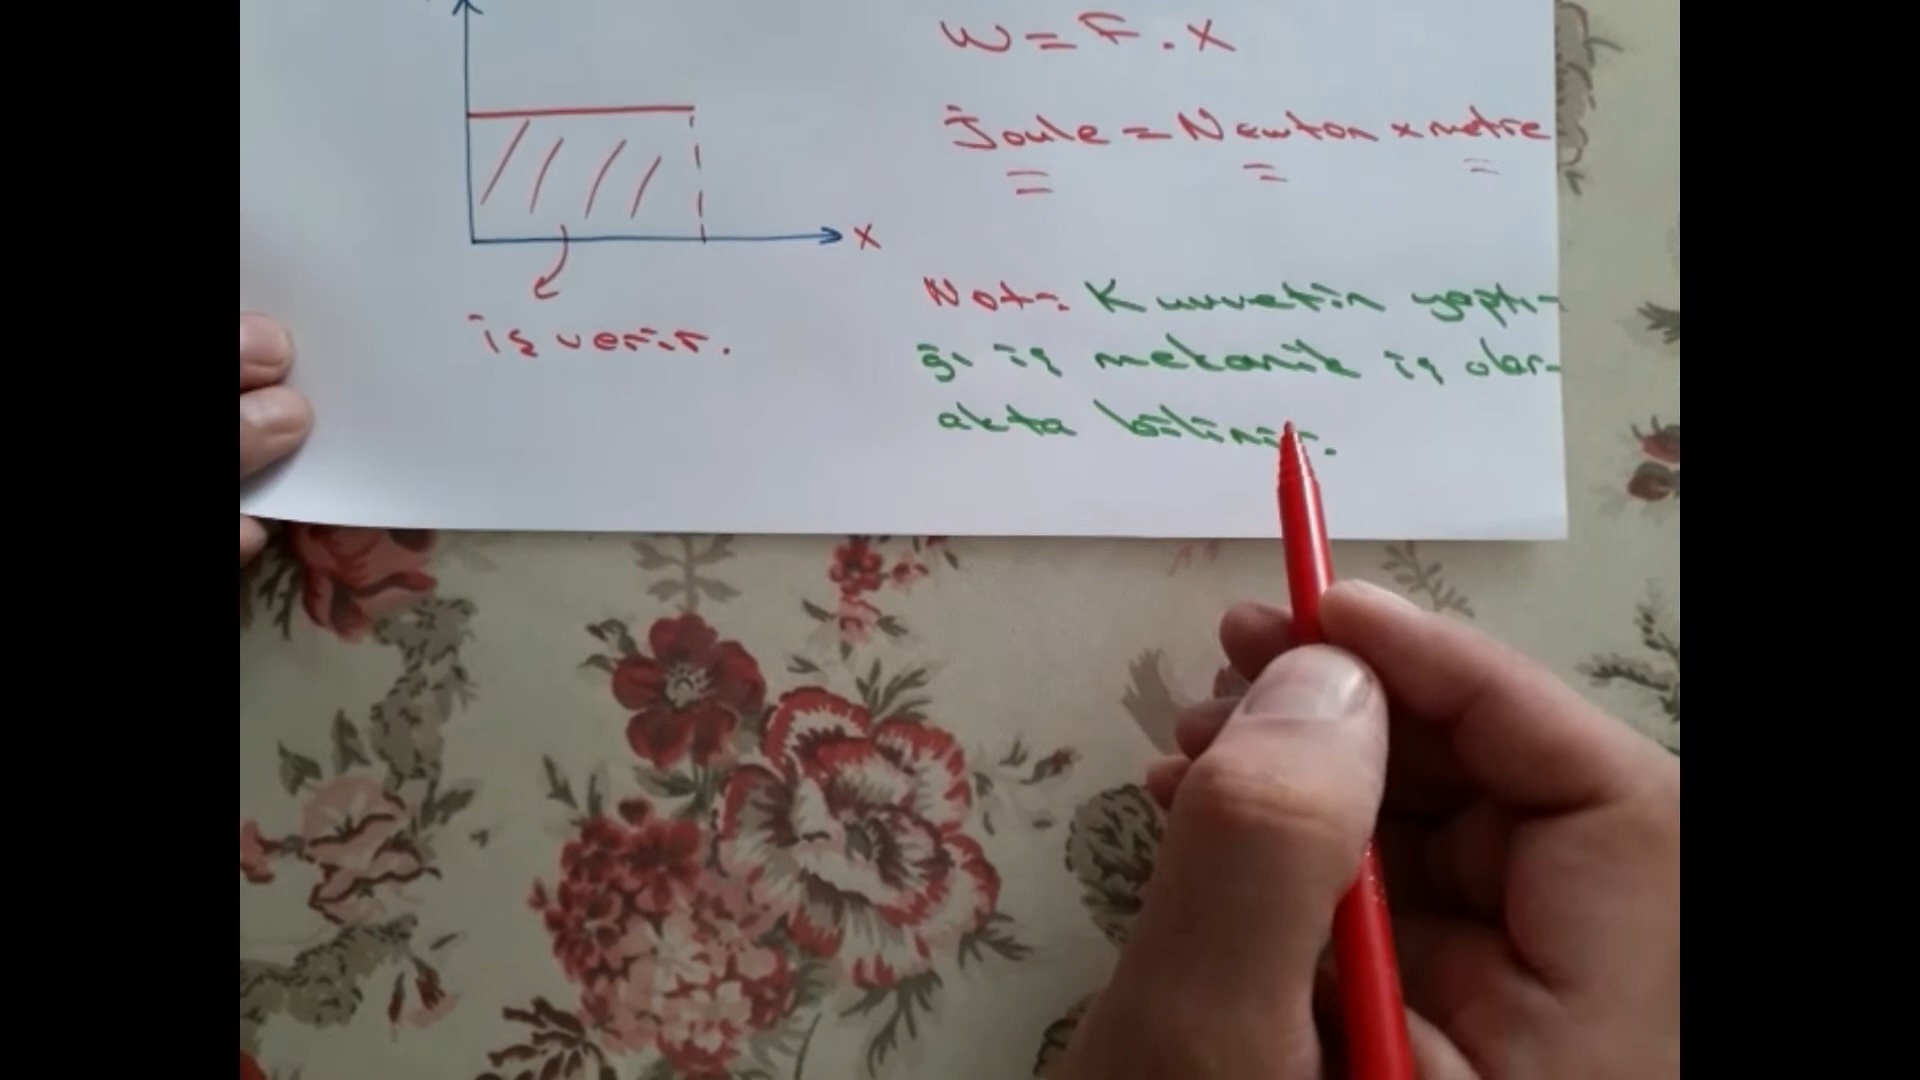 W = F . x
Joule = Newton x metre
x
iş verir.
Not: Kuvvetin yaptı-
ğı iş mekanik iş olar-
akta bilinir.